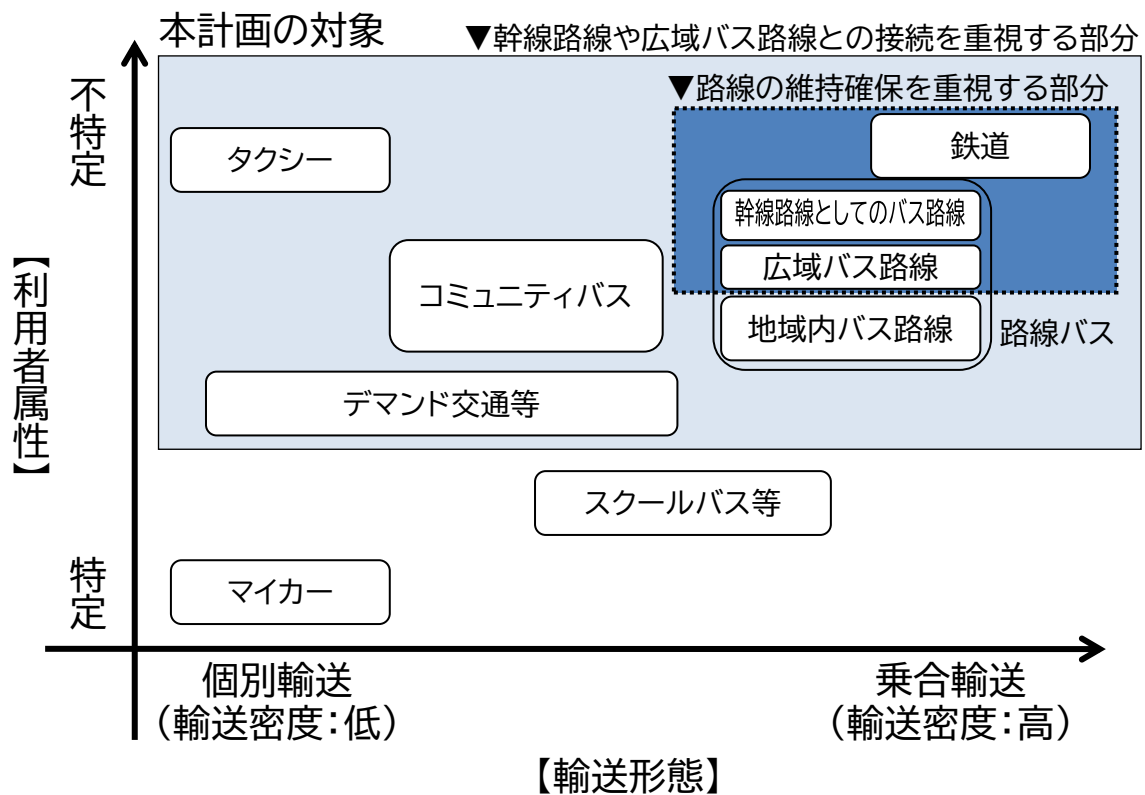 本計画の対象
▼幹線路線や広域バス路線との接続を重視する部分
▼路線の維持確保を重視する部分
不特定
タクシー
鉄道
幹線路線としてのバス路線
広域バス路線
コミュニティバス
地域内バス路線
路線バス
デマンド交通等
【利用者属性】
スクールバス等
特定
マイカー
個別輸送
（輸送密度：低）
乗合輸送
（輸送密度：高）
【輸送形態】